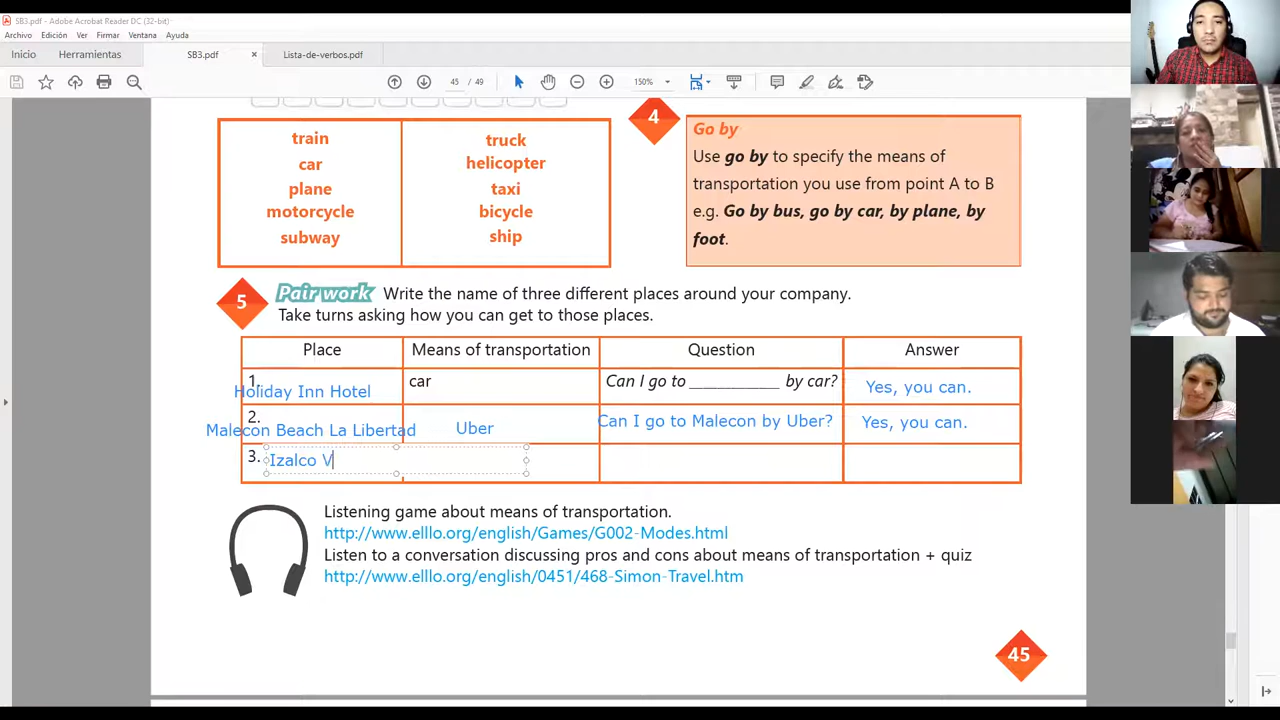 SB3.pdf - Adobe Acrobat Reader DC (32-bit)
Archivo Edición Ver Firmar Ventana Ayuda
Inicio Herramientas SB3.pdf × Lista-de-verbos.pdf
45 / 49 150%
train
car
plane
motorcycle
subway
truck
helicopter
taxi
bicycle
ship
4
Go by
Use go by to specify the means of
transportation you use from point A to B
e.g. Go by bus, go by car, by plane, by
foot.
5
Pair work Write the name of three different places around your company.
Take turns asking how you can get to those places.
Place Means of transportation Question Answer
1. Holiday Inn Hotel car Can I go to ____________ by car? Yes, you can.
2. Malecon Beach La Libertad Uber Can I go to Malecon by Uber? Yes, you can.
3. Izalco V
Listening game about means of transportation.
http://www.elllo.org/english/Games/G002-Modes.html
Listen to a conversation discussing pros and cons about means of transportation + quiz
http://www.elllo.org/english/0451/468-Simon-Travel.htm
45